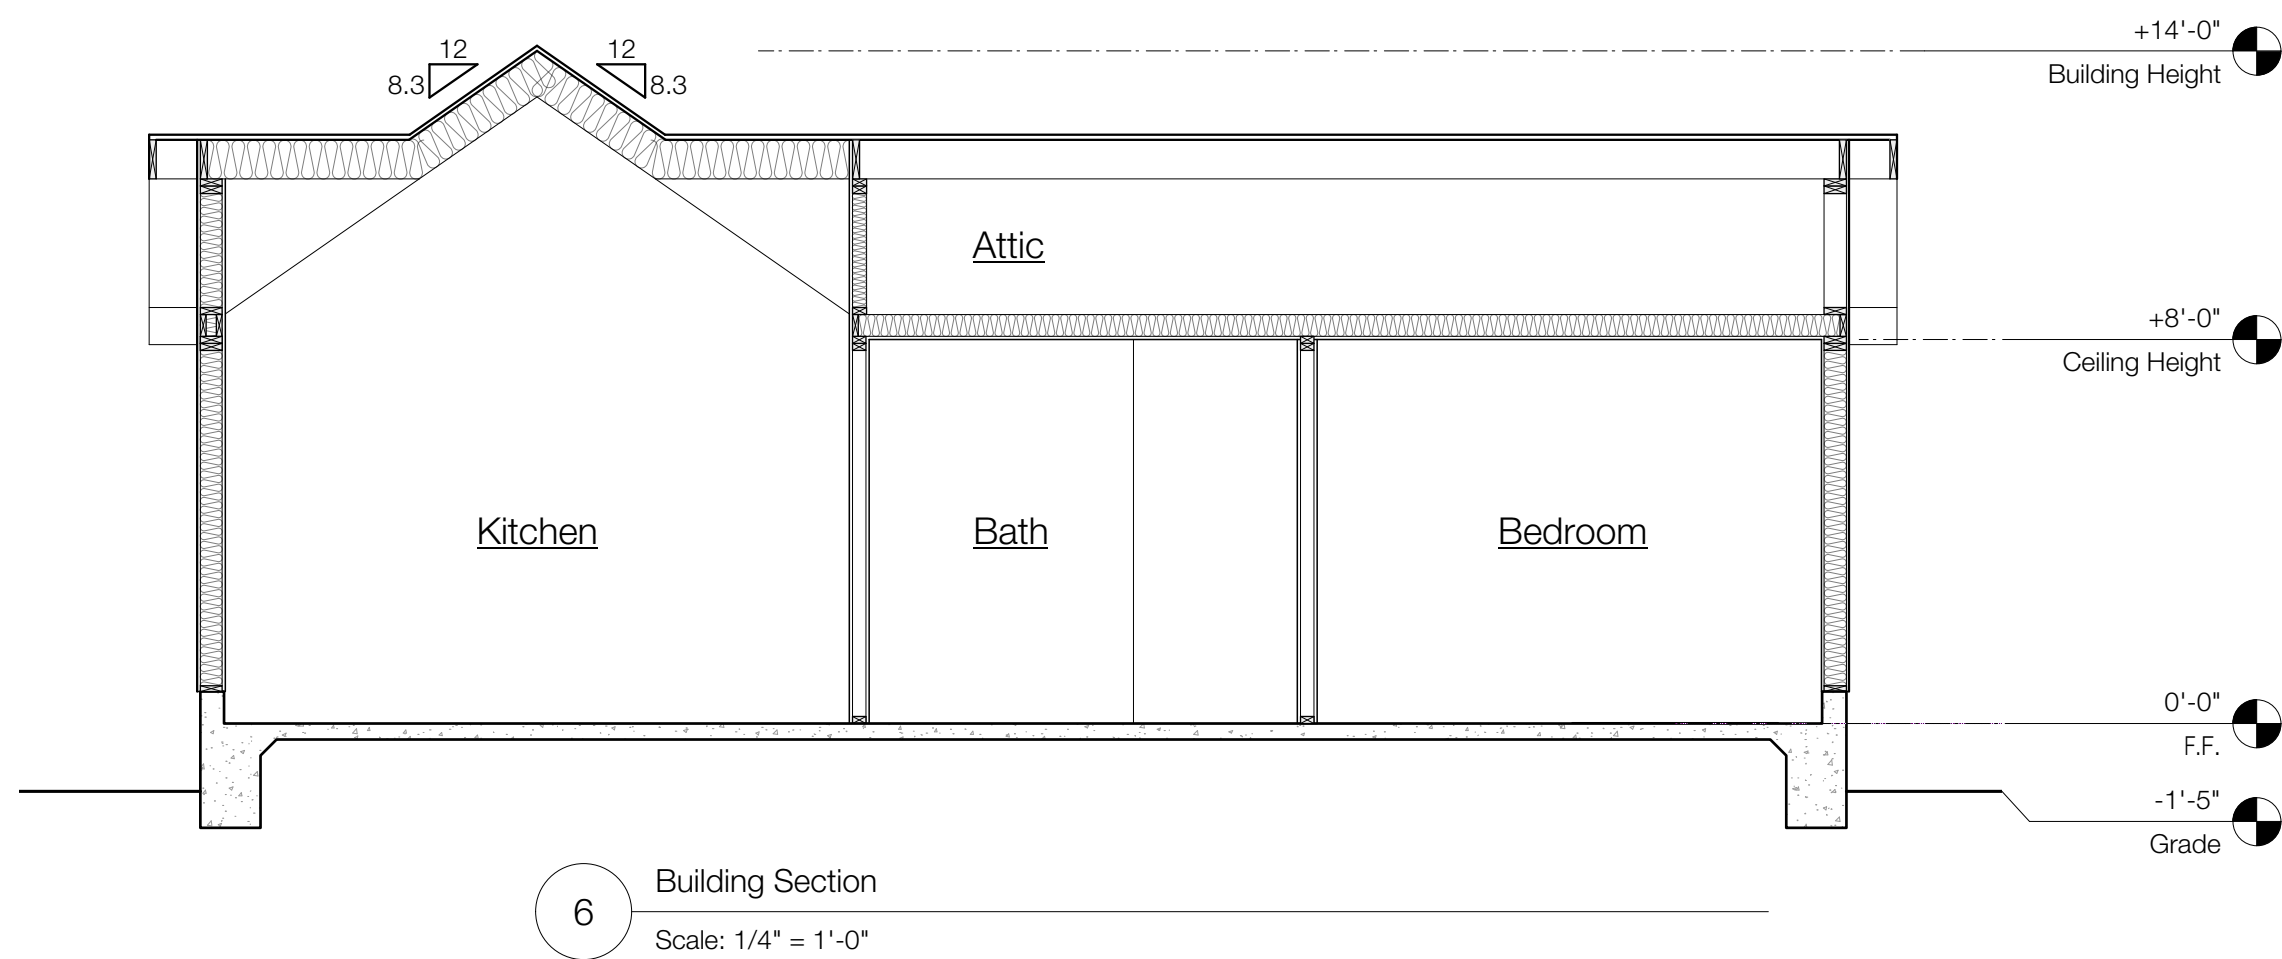 12
8.3
12
8.3
+14'-0"
Building Height
Attic
+8'-0"
Ceiling Height
Kitchen
Bath
Bedroom
0'-0"
F.F.
-1'-5"
Grade
6
Building Section
Scale: 1/4" = 1'-0"